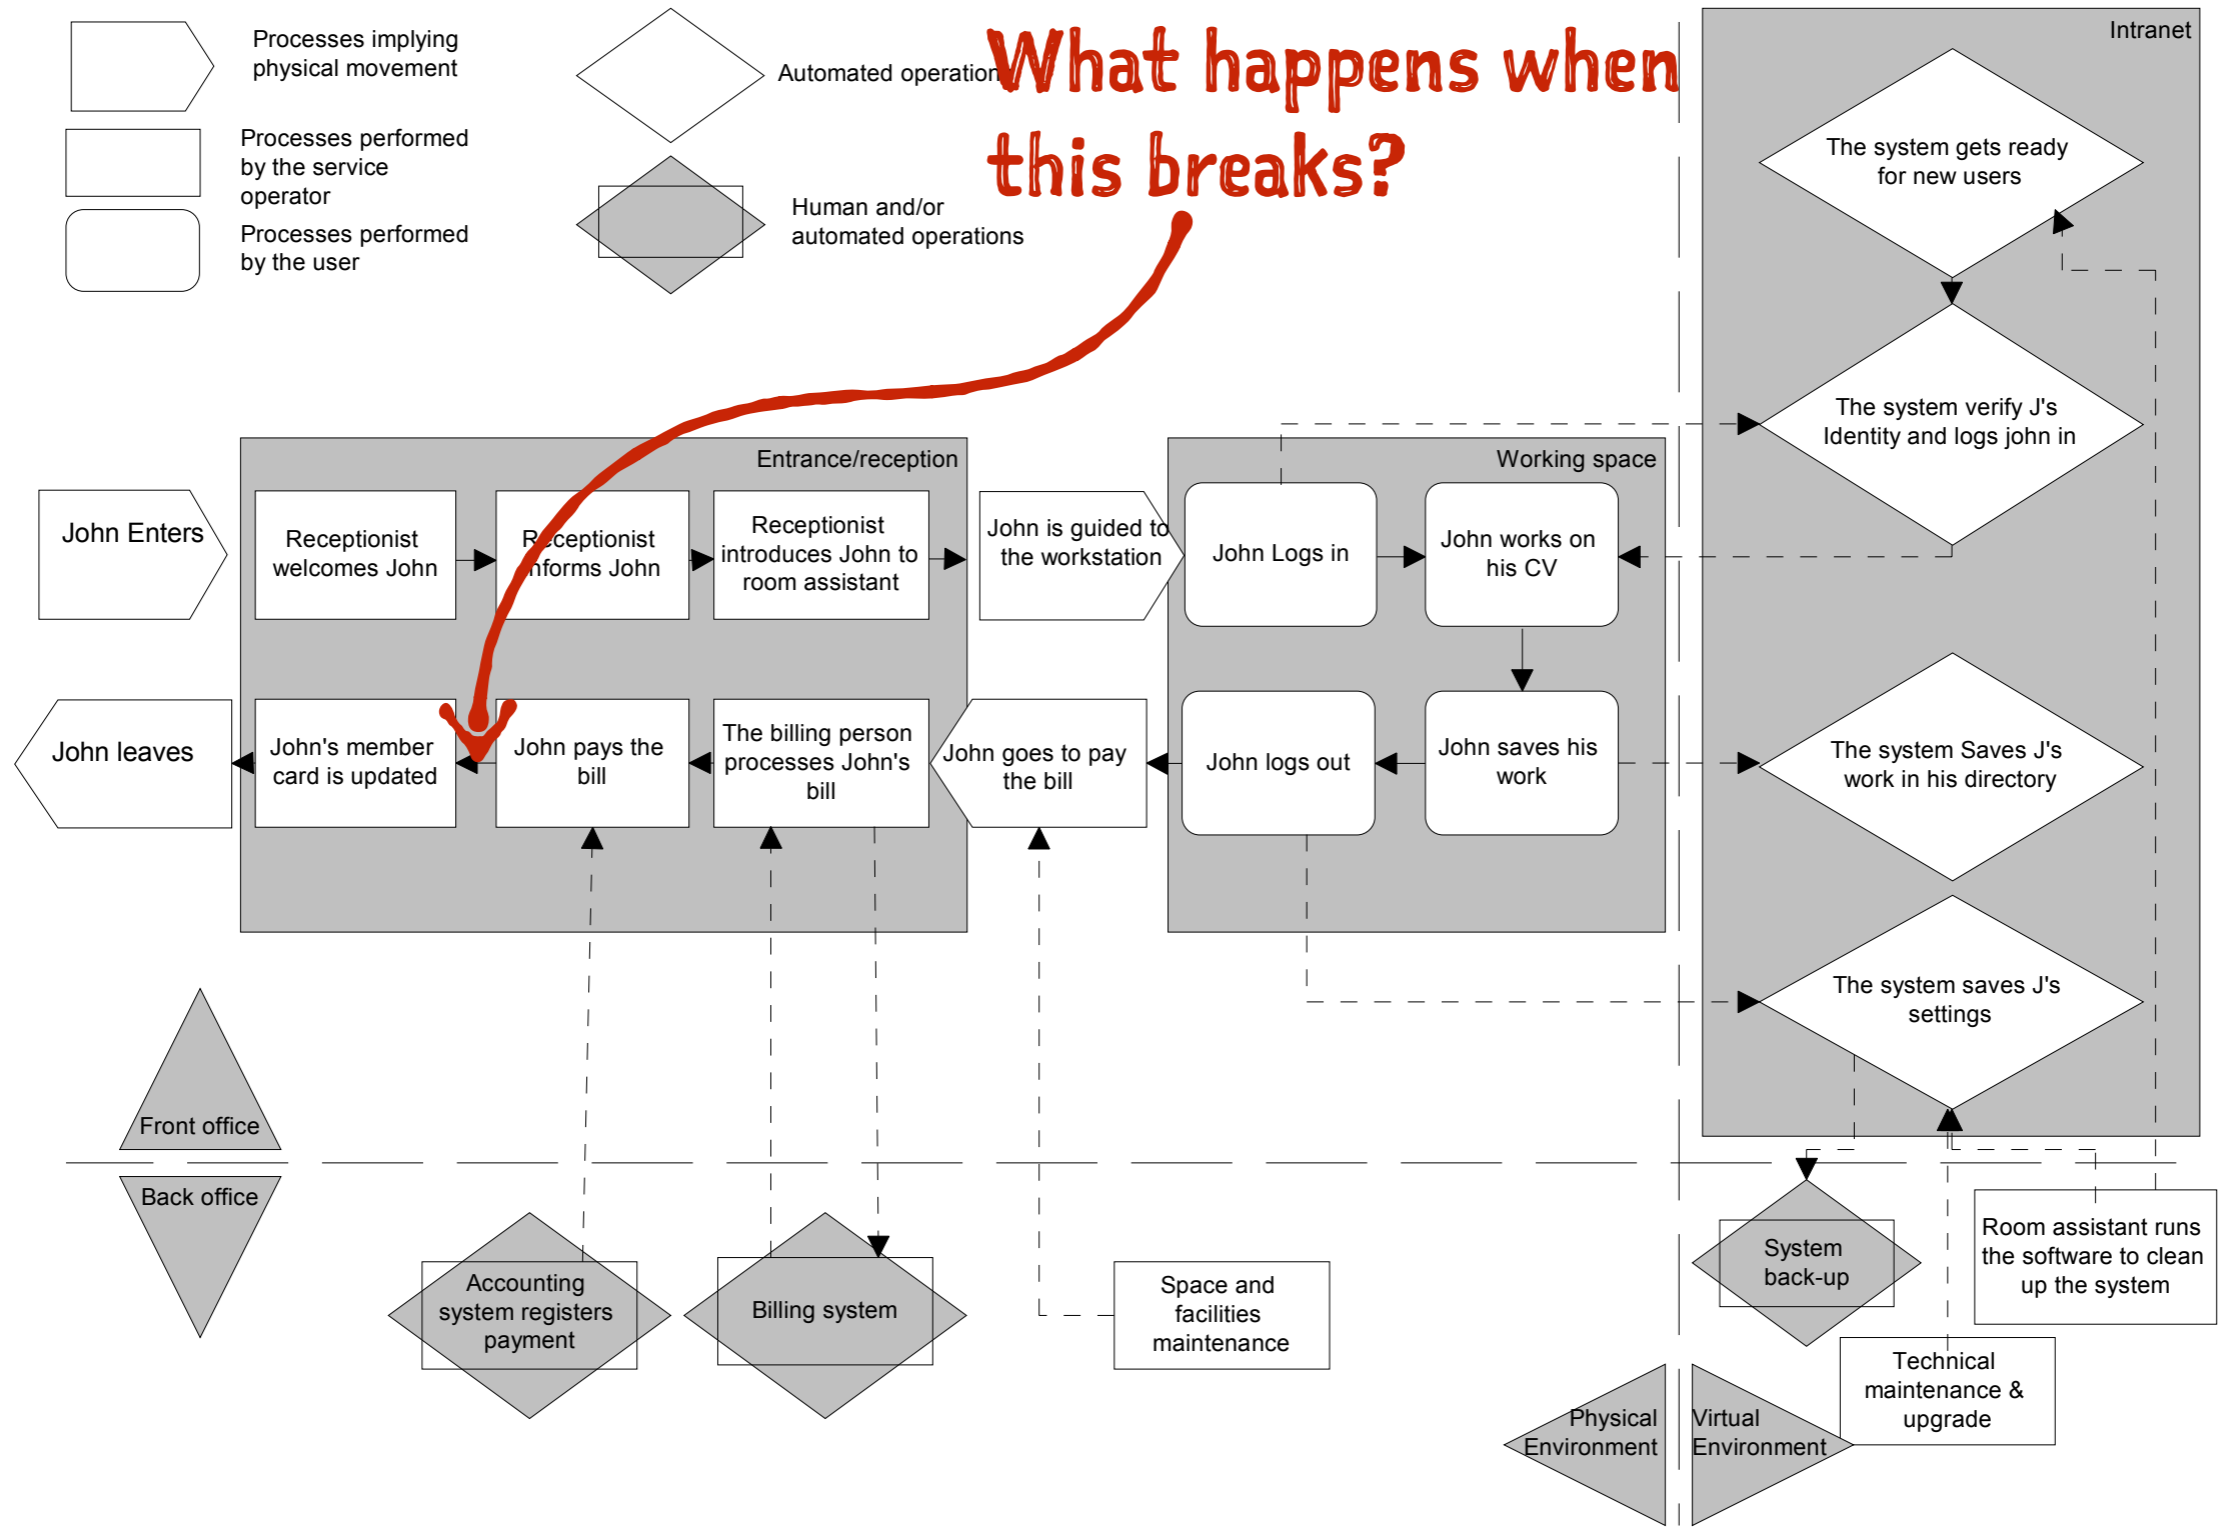 Processes implying
physical movement
Processes performed
by the service
operator
Processes performed
by the user
Automated operation
Human and/or
automated operations
What happens when
this breaks?
Intranet
The system gets ready
for new users
The system verify J's
Identity and logs john in
The system Saves J's
work in his directory
The system saves J's
settings
Entrance/reception
John Enters
Receptionist
welcomes John
Receptionist
informs John
Receptionist
introduces John to
room assistant
John is guided to
the workstation
Working space
John Logs in
John works on
his CV
John leaves
John's member
card is updated
John pays the
bill
The billing person
processes John's
bill
John goes to pay
the bill
John logs out
John saves his
work
Front office
Back office
Accounting
system registers
payment
Billing system
Space and
facilities
maintenance
System
back-up
Room assistant runs
the software to clean
up the system
Technical
maintenance &
upgrade
Physical
Environment
Virtual
Environment